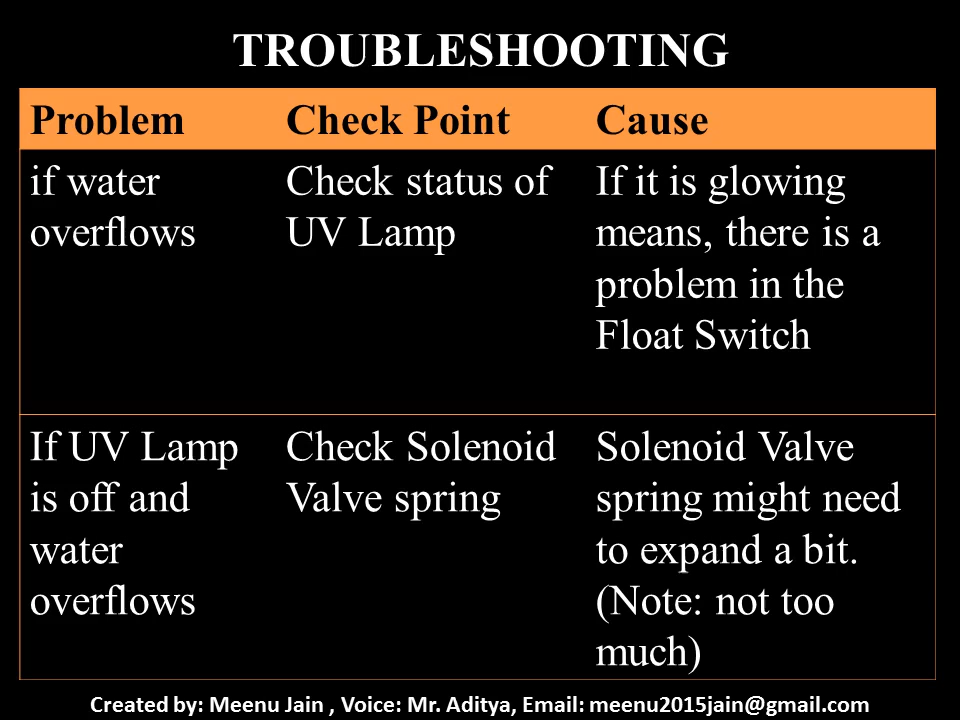 TROUBLESHOOTING
Problem Check Point Cause
if water
overflows
Check status of
UV Lamp
If it is glowing
means, there is a
problem in the
Float Switch
If UV Lamp
is off and
water
overflows
Check Solenoid
Valve spring
Solenoid Valve
spring might need
to expand a bit.
(Note: not too
much)
Created by: Meenu Jain , Voice: Mr. Aditya, Email: meenu2015jain@gmail.com